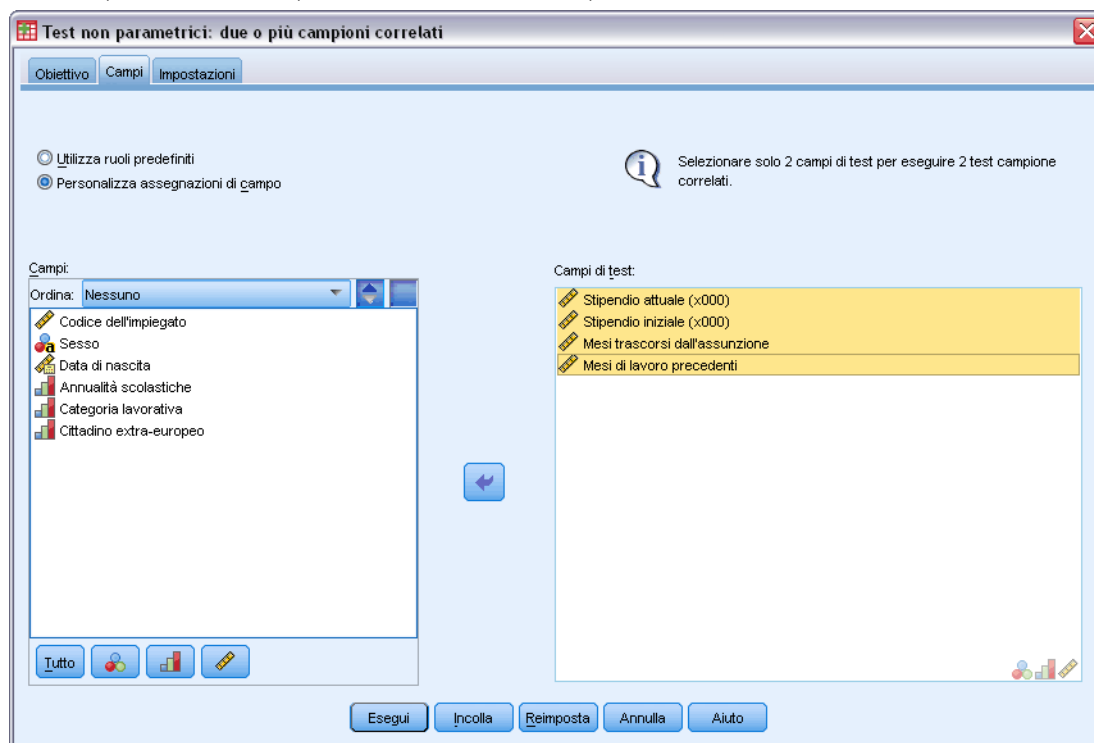 Test non parametrici: due o più campioni correlati
Obiettivo Campi Impostazioni
Utilizza ruoli predefiniti
Personalizza assegnazioni di campo
Selezionare solo 2 campi di test per eseguire 2 test campione
correlati.
Campi:
Ordina: Nessuno
Codice dell'impiegato
Sesso
Data di nascita
Annualità scolastiche
Categoria lavorativa
Cittadino extra-europeo
Tutto
Campi di test:
Stipendio attuale (x000)
Stipendio iniziale (x000)
Mesi trascorsi dall'assunzione
Mesi di lavoro precedenti
Esegui Incolla Reimposta Annulla Aiuto